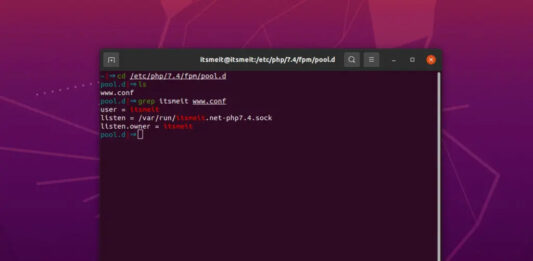 itsmeit@itsmeit:/etc/php/7.4/fpm/pool.d
~|⇒ cd /etc/php/7.4/fpm/pool.d
pool.d|⇒ ls
www.conf
pool.d|⇒ grep itsmeit www.conf
user = itsmeit
listen = /var/run/itsmeit.net-php7.4.sock
listen.owner = itsmeit
pool.d|⇒